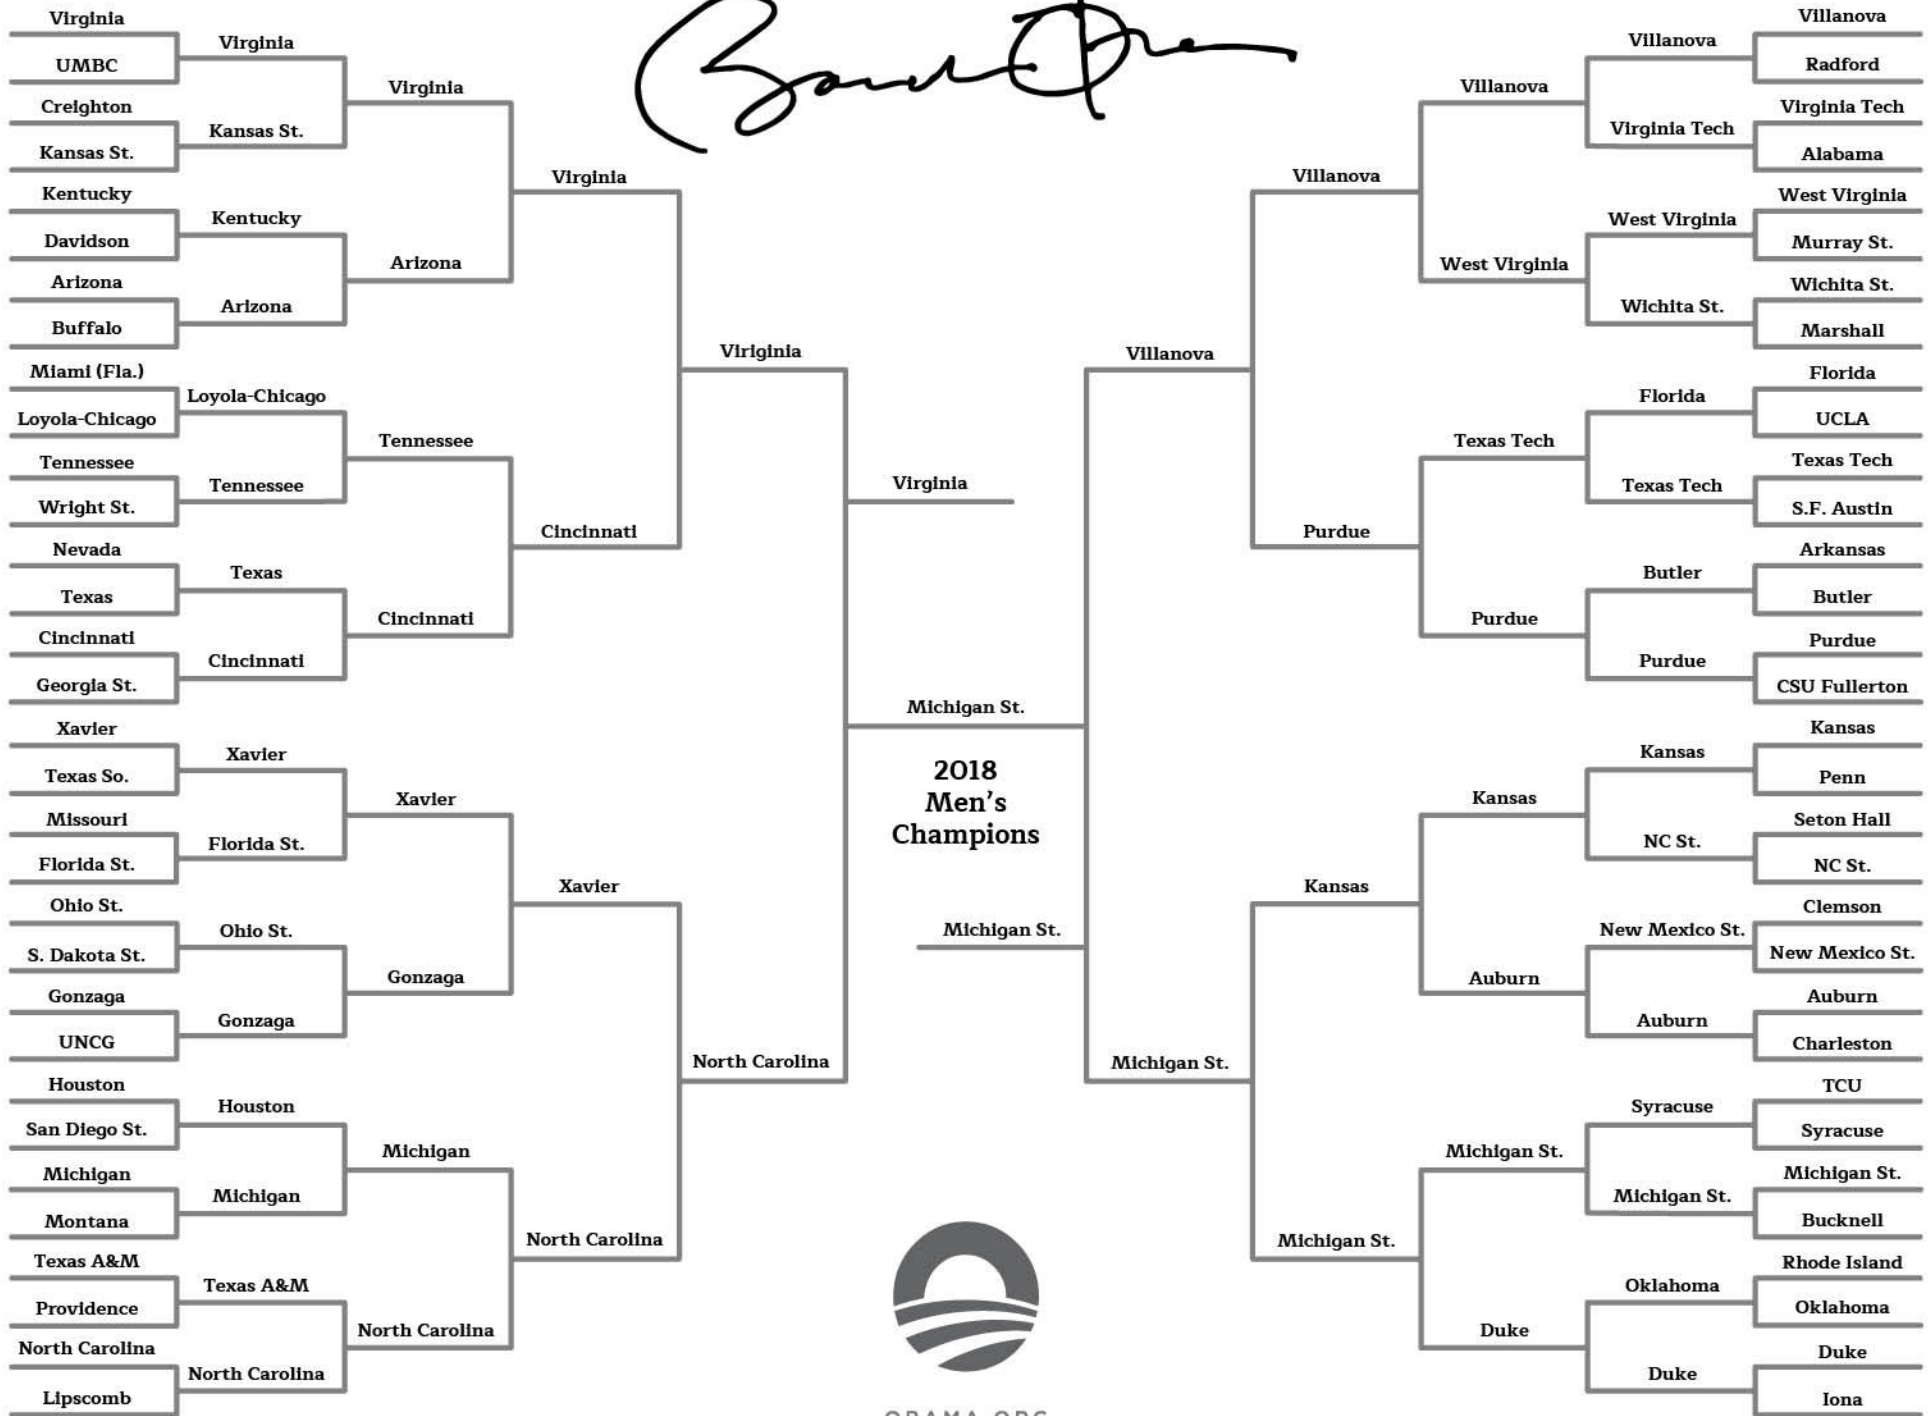 Virginia
UMBC
Creighton
Kansas St.
Kentucky
Davidson
Arizona
Buffalo
Miami (Fla.)
Loyola-Chicago
Tennessee
Wright St.
Nevada
Texas
Cincinnati
Georgia St.
Xavier
Texas So.
Missouri
Florida St.
Ohio St.
S. Dakota St.
Gonzaga
UNCG
Houston
San Diego St.
Michigan
Montana
Texas A&M
Providence
North Carolina
Lipscomb
Virginia
Kansas St.
Kentucky
Arizona
Loyola-Chicago
Tennessee
Texas
Cincinnati
Xavier
Florida St.
Ohio St.
Gonzaga
Houston
Michigan
Texas A&M
North Carolina
Virginia
Arizona
Tennessee
Cincinnati
Xavier
Gonzaga
Michigan
North Carolina
Virginia
Cincinnati
Xavier
North Carolina
Viriginia
North Carolina
Barack Obama
Virginia
Michigan St.
2018
Men's
Champions
Michigan St.
OBAMA.ORG
Villanova
Michigan St.
Villanova
Purdue
Kansas
Michigan St.
Villanova
West Virginia
Texas Tech
Purdue
Kansas
Auburn
Michigan St.
Duke
Villanova
Virginia Tech
West Virginia
Wichita St.
Florida
Texas Tech
Butler
Purdue
Kansas
NC St.
New Mexico St.
Auburn
Syracuse
Michigan St.
Oklahoma
Duke
Villanova
Radford
Virginia Tech
Alabama
West Virginia
Murray St.
Wichita St.
Marshall
Florida
UCLA
Texas Tech
S.F. Austin
Arkansas
Butler
Purdue
CSU Fullerton
Kansas
Penn
Seton Hall
NC St.
Clemson
New Mexico St.
Auburn
Charleston
TCU
Syracuse
Michigan St.
Bucknell
Rhode Island
Oklahoma
Duke
Iona